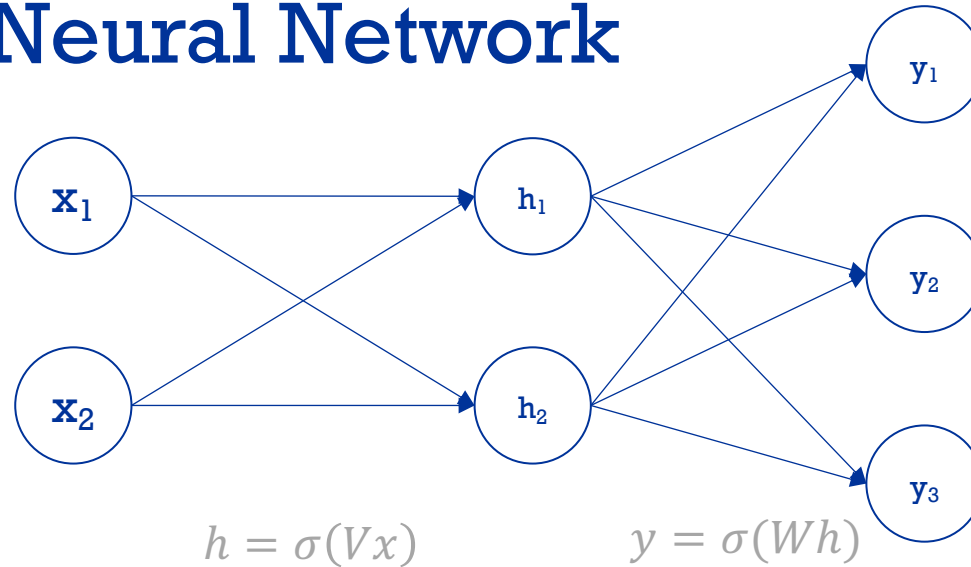 Neural Network
y₁
x₁
h₁
y₂
x₂
h₂
y₃
h = σ(Vx)
y = σ(Wh)